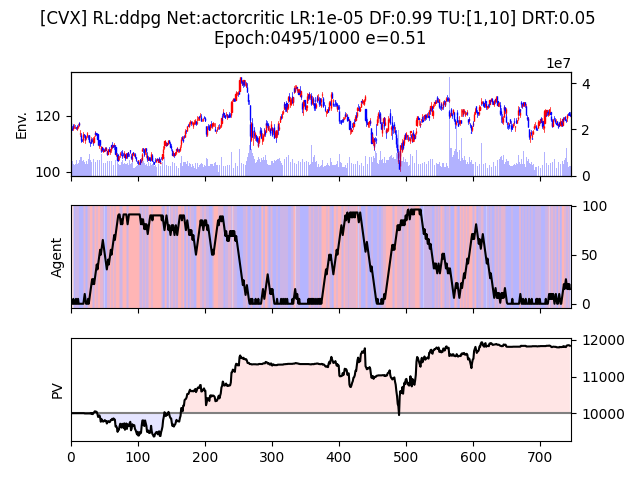 [CVX] RL:ddpg Net:actorcritic LR:1e-05 DF:0.99 TU:[1,10] DRT:0.05
Epoch:0495/1000 e=0.51
1e7
Env.
120
100
4
2
0
Agent
100
50
0
PV
12000
11000
10000
0 100 200 300 400 500 600 700